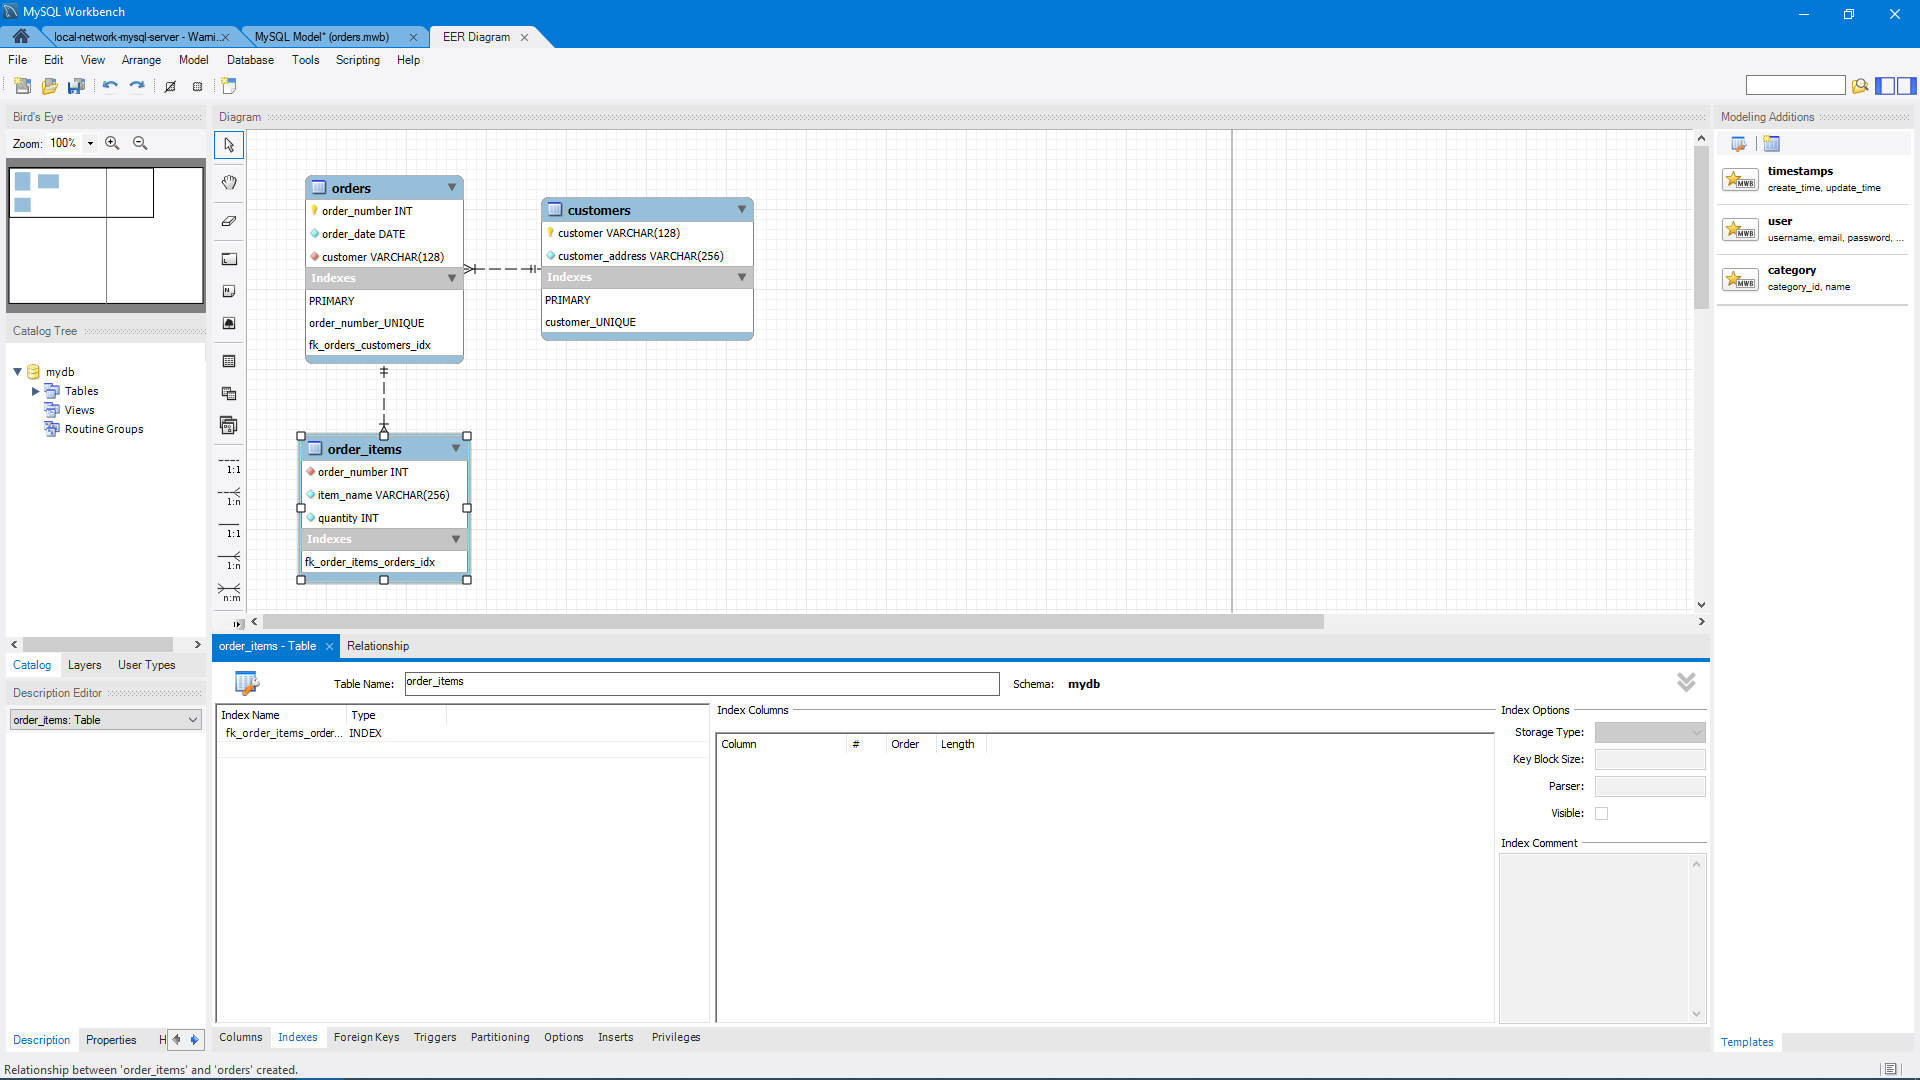 MySQL Workbench
local-network-mysql-server - Warni...
MySQL Model* (orders.mwb)
EER Diagram
File Edit View Arrange Model Database Tools Scripting Help
Bird's Eye
Zoom: 100%
Catalog Tree
mydb
Tables
Views
Routine Groups
Catalog Layers User Types
Description Editor
order_items: Table
Description Properties H
Diagram
1:1
1:n
1:1
1:n
n:m
orders
order_number INT
order_date DATE
customer VARCHAR(128)
Indexes
PRIMARY
order_number_UNIQUE
fk_orders_customers_idx
customers
customer VARCHAR(128)
customer_address VARCHAR(256)
Indexes
PRIMARY
customer_UNIQUE
order_items
order_number INT
item_name VARCHAR(256)
quantity INT
Indexes
fk_order_items_orders_idx
order_items - Table Relationship
Table Name: order_items Schema: mydb
Index Name Type
fk_order_items_order... INDEX
Index Columns
Column # Order Length
Index Options
Storage Type:
Key Block Size:
Parser:
Visible:
Index Comment
Columns Indexes Foreign Keys Triggers Partitioning Options Inserts Privileges
Modeling Additions
MWB
timestamps
create_time, update_time
MWB
user
username, email, password, ...
MWB
category
category_id, name
Templates
Relationship between 'order_items' and 'orders' created.